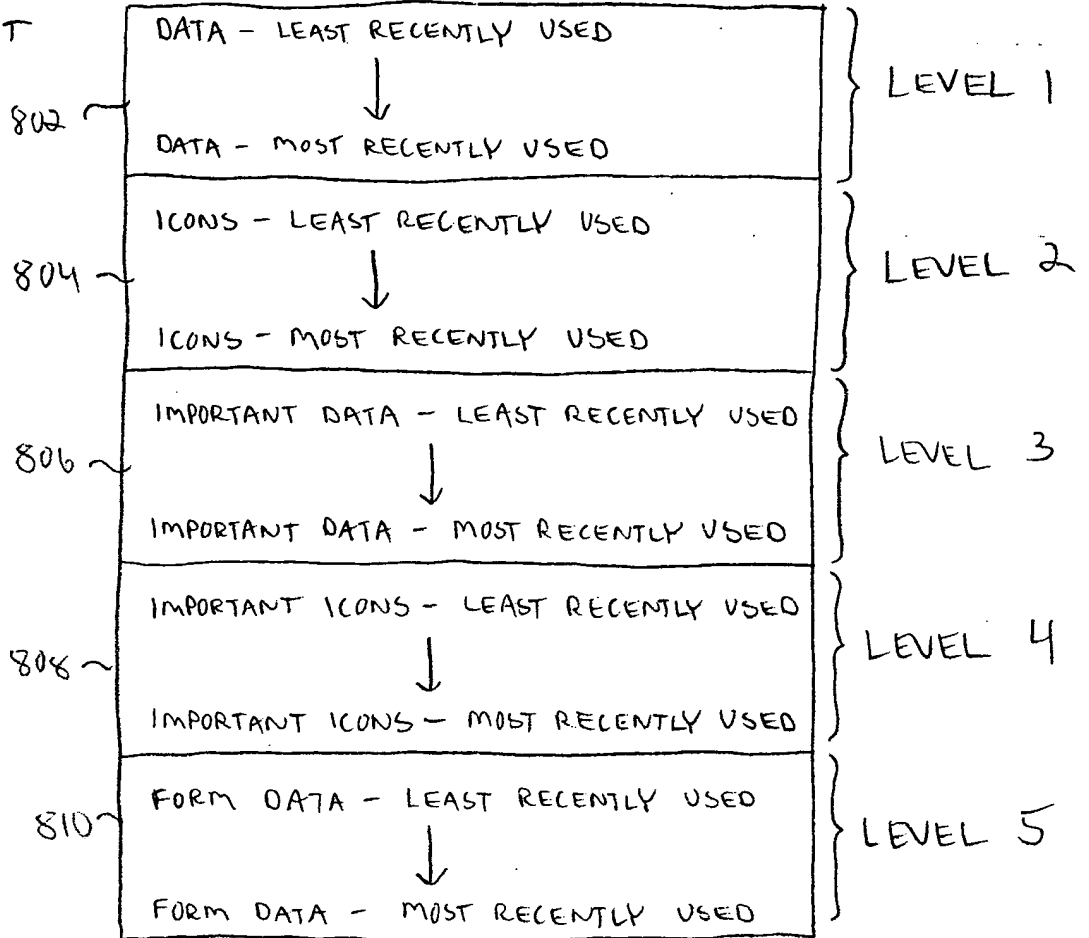 T
DATA - LEAST RECENTLY USED
LEVEL 1
802
DATA - MOST RECENTLY USED
ICONS - LEAST RECENTLY USED
804
LEVEL 2
ICONS - MOST RECENTLY USED
IMPORTANT DATA - LEAST RECENTLY USED
806
LEVEL 3
IMPORTANT DATA - MOST RECENTLY USED
IMPORTANT ICONS - LEAST RECENTLY USED
808
LEVEL 4
IMPORTANT ICONS - MOST RECENTLY USED
FORM DATA - LEAST RECENTLY USED
810
LEVEL 5
FORM DATA - MOST RECENTLY USED